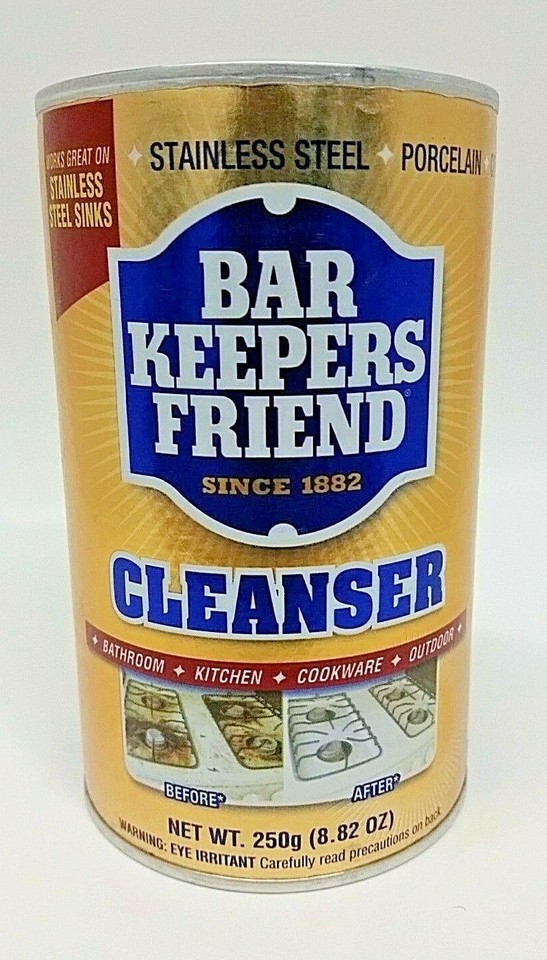 WORKS GREAT ON
STAINLESS
STEEL SINKS
STAINLESS STEEL PORCELAIN
BAR
KEEPERS
FRIEND®
SINCE 1882
CLEANSER
BATHROOM KITCHEN COOKWARE OUTDOOR
BEFORE* AFTER*
NET WT. 250g (8.82 OZ)
WARNING: EYE IRRITANT Carefully read precautions on back